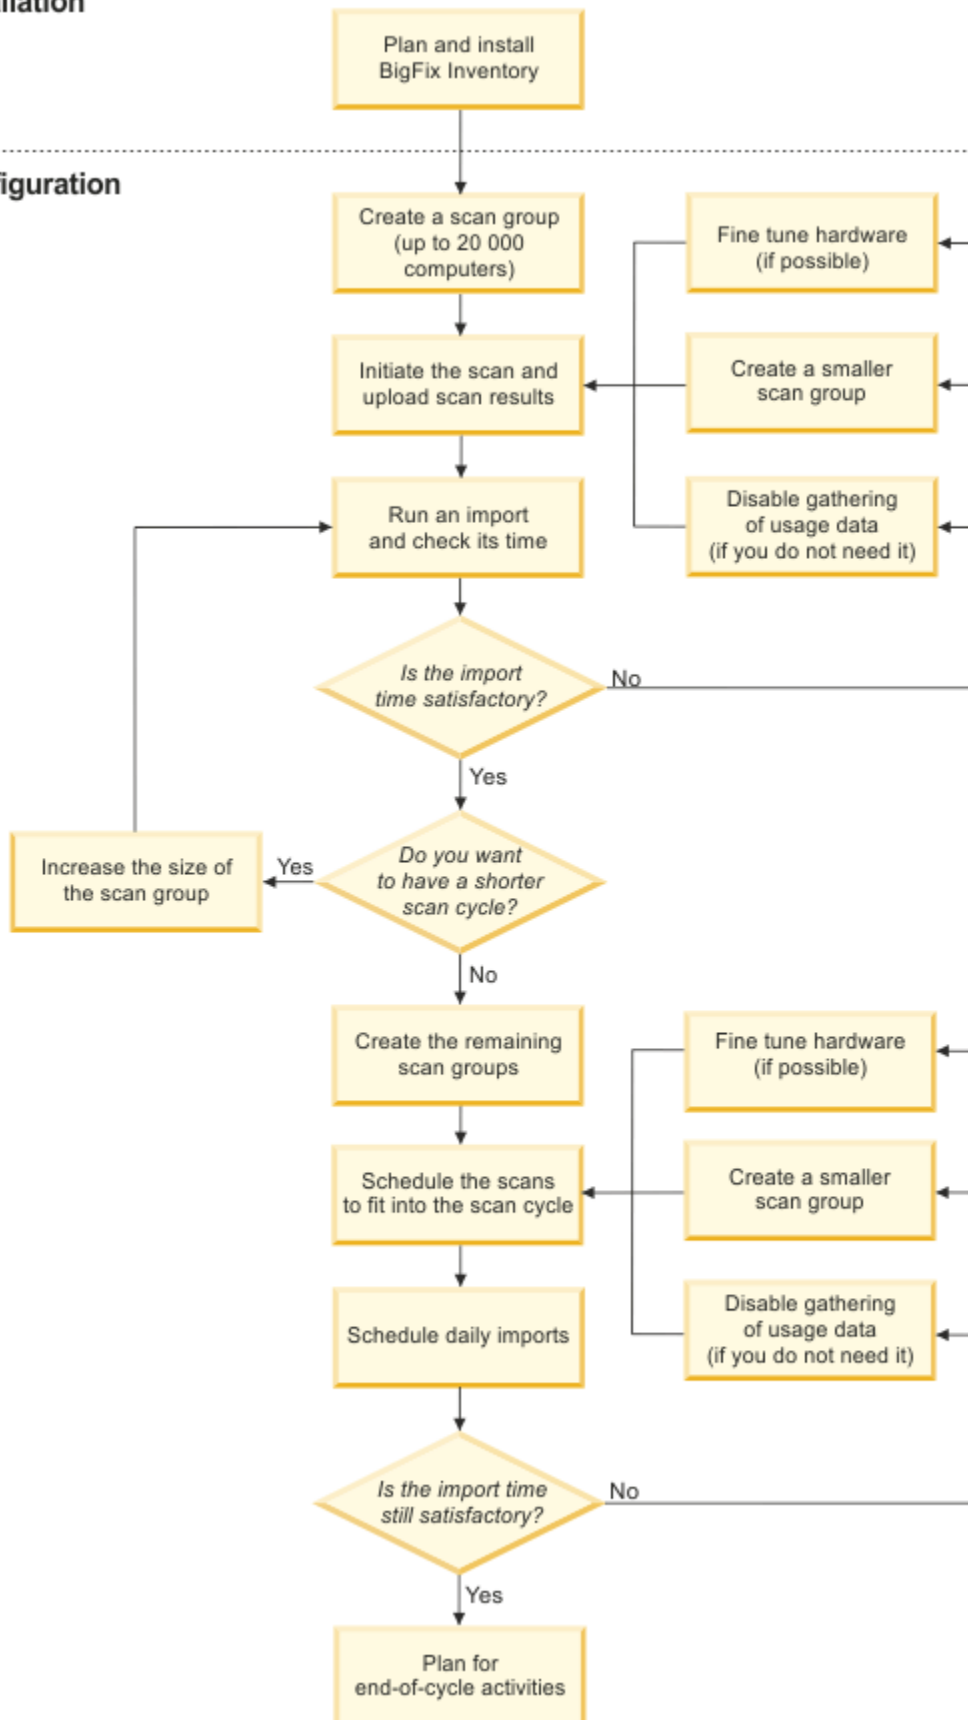 llation
Plan and install
BigFix Inventory
figuration
Create a scan group
(up to 20 000
computers)
Fine tune hardware
(if possible)
Initiate the scan and
upload scan results
Create a smaller
scan group
Run an import
and check its time
Disable gathering
of usage data
(if you do not need it)
Is the import
time satisfactory?
No
Yes
Do you want
to have a shorter
scan cycle?
Yes
Increase the size of
the scan group
No
Create the remaining
scan groups
Fine tune hardware
(if possible)
Schedule the scans
to fit into the scan cycle
Create a smaller
scan group
Schedule daily imports
Disable gathering
of usage data
(if you do not need it)
Is the import time
still satisfactory?
No
Yes
Plan for
end-of-cycle activities